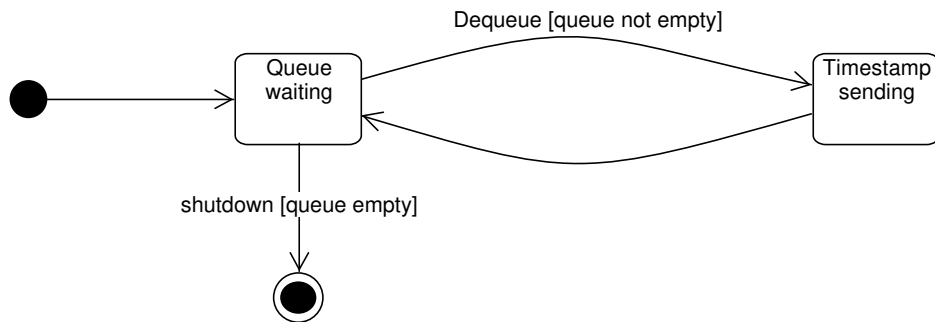 Dequeue [queue not empty]
Queue
waiting
Timestamp
sending
shutdown [queue empty]